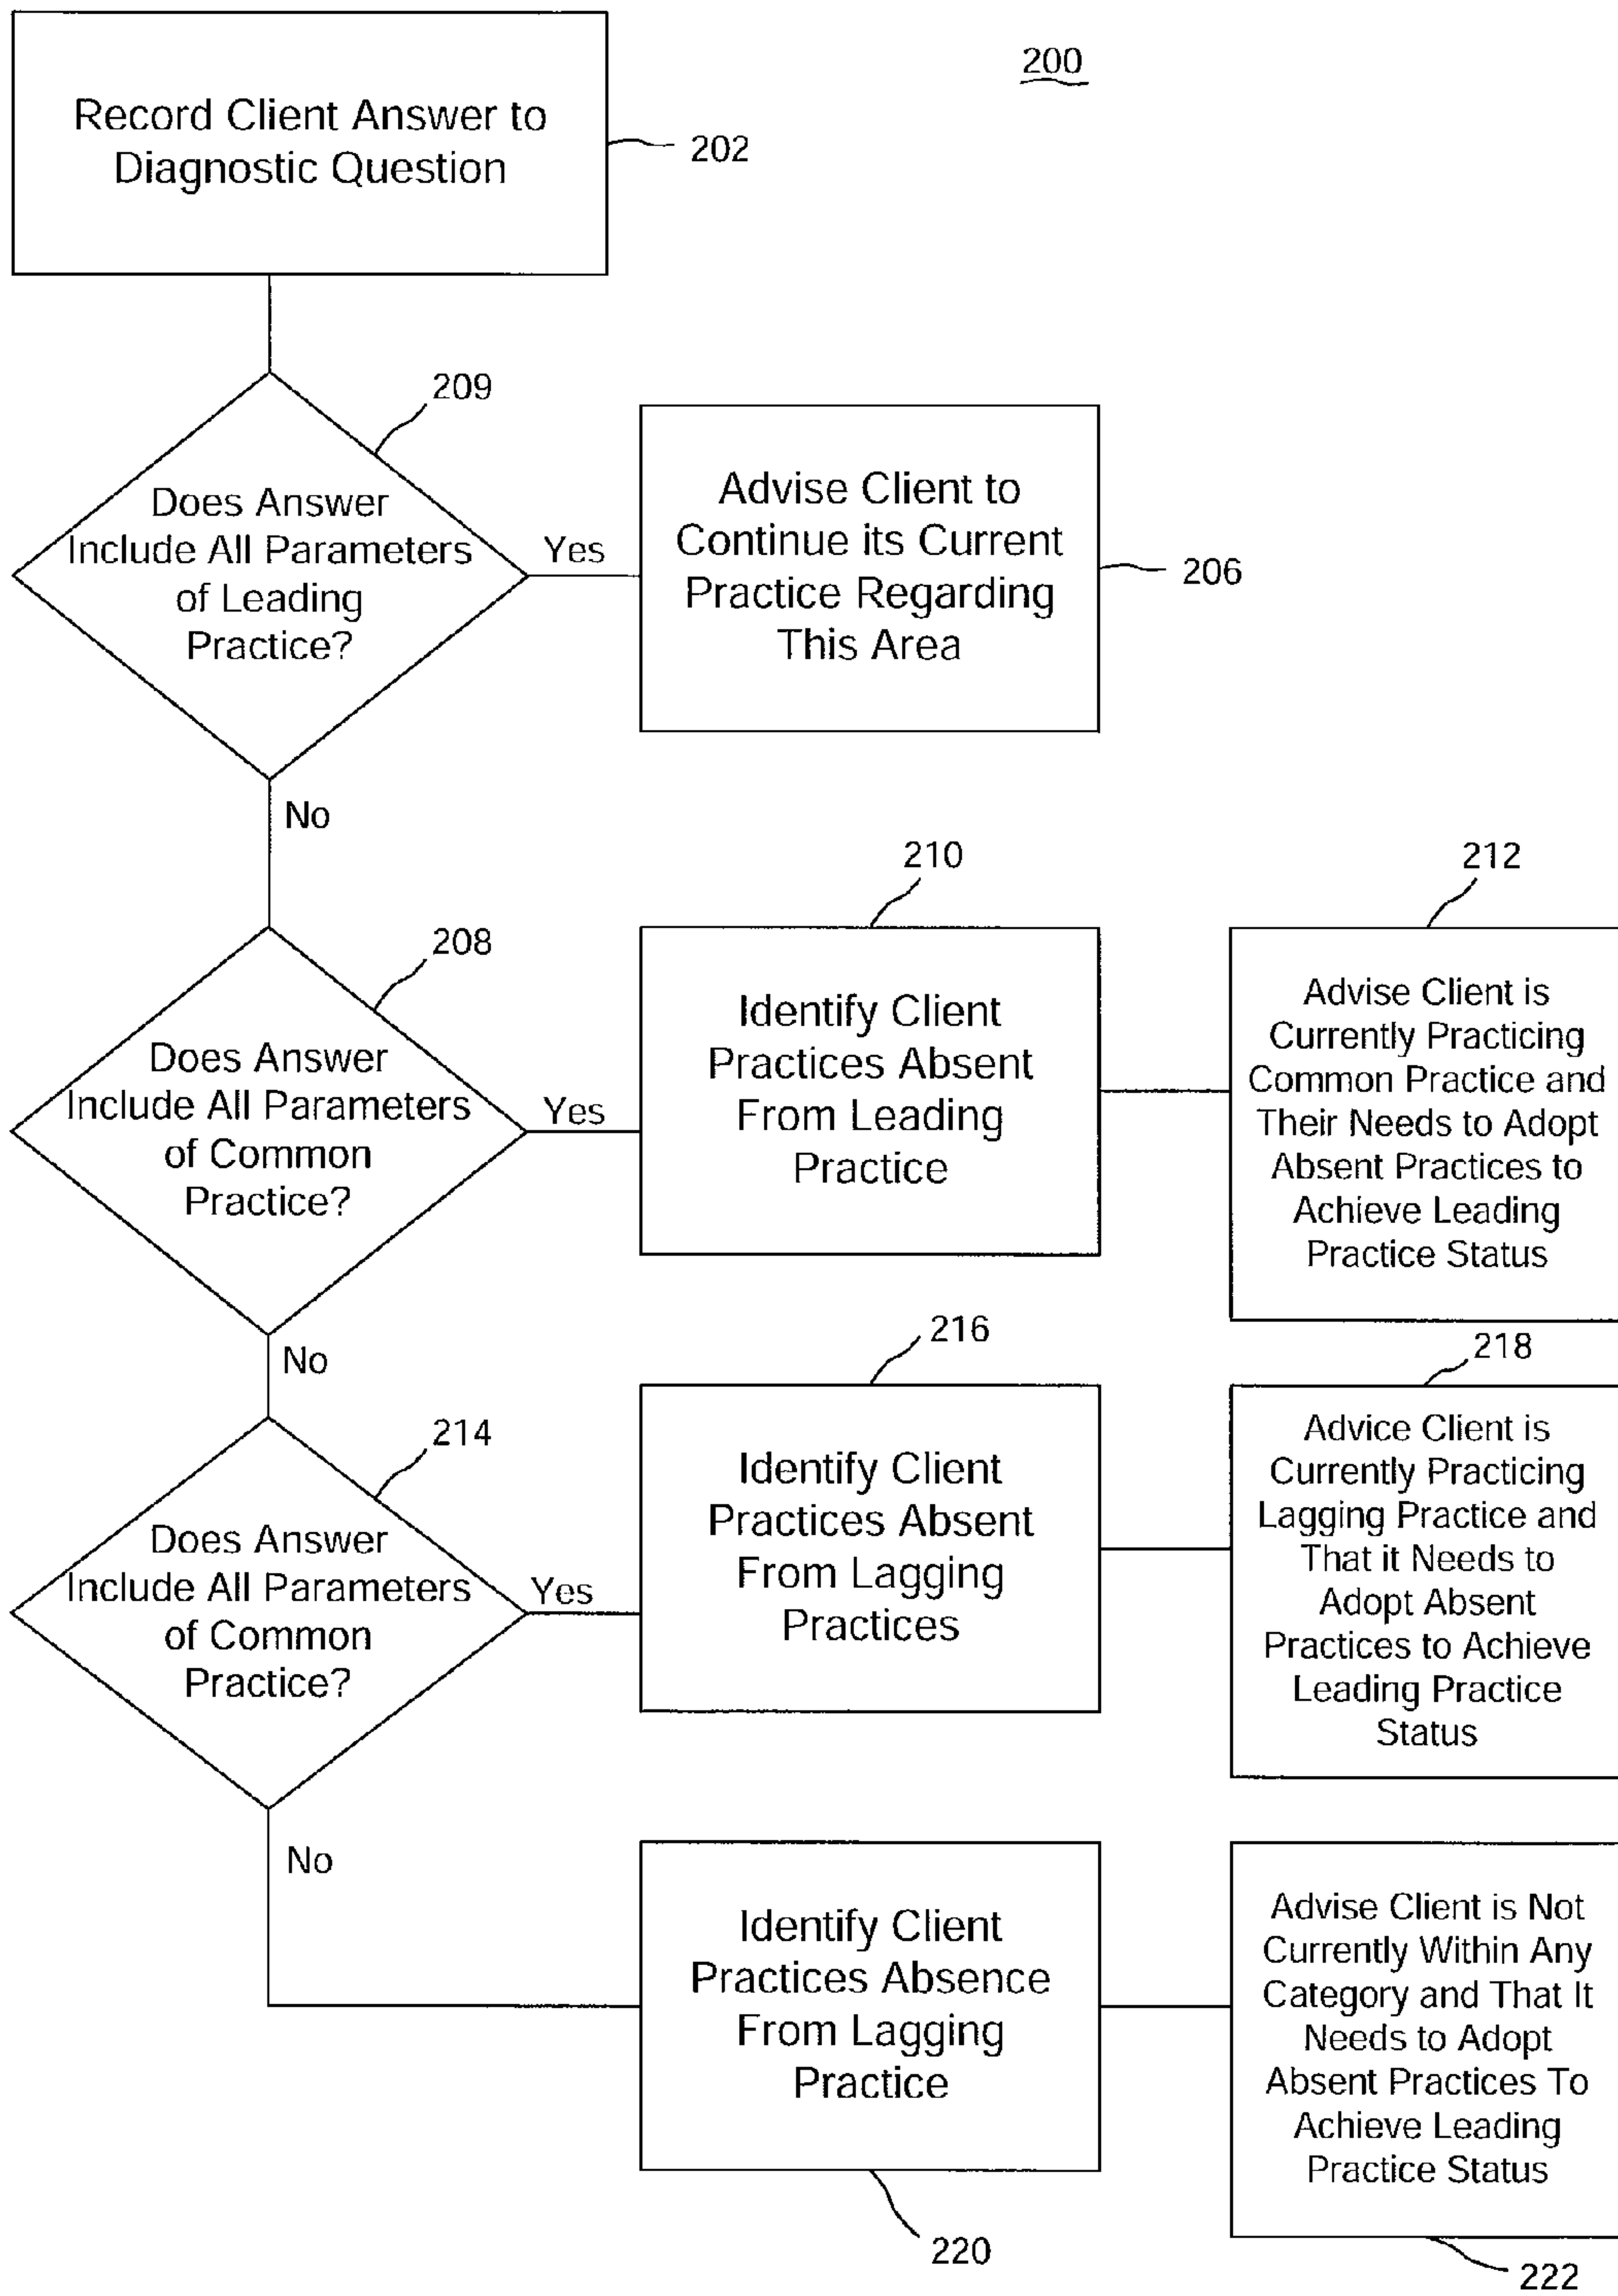 200
Record Client Answer to
Diagnostic Question
202
209
Does Answer
Include All Parameters
of Leading
Practice?
Yes
Advise Client to
Continue its Current
Practice Regarding
This Area
206
No
208
Does Answer
Include All Parameters
of Common
Practice?
Yes
210
Identify Client
Practices Absent
From Leading
Practice
212
Advise Client is
Currently Practicing
Common Practice and
Their Needs to Adopt
Absent Practices to
Achieve Leading
Practice Status
No
214
Does Answer
Include All Parameters
of Common
Practice?
Yes
216
Identify Client
Practices Absent
From Lagging
Practices
218
Advice Client is
Currently Practicing
Lagging Practice and
That it Needs to
Adopt Absent
Practices to Achieve
Leading Practice
Status
No
Identify Client
Practices Absence
From Lagging
Practice
220
Advise Client is Not
Currently Within Any
Category and That It
Needs to Adopt
Absent Practices To
Achieve Leading
Practice Status
222